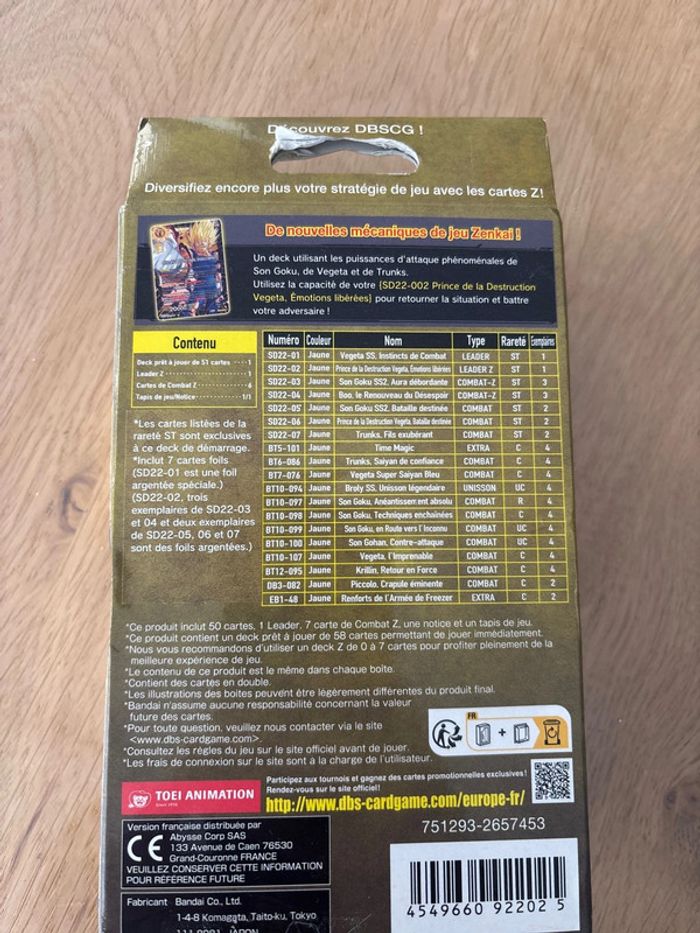 Découvrez DBSCG !
Diversifiez encore plus votre stratégie de jeu avec les cartes Z!
De nouvelles mécaniques de jeu Zenkai !
Un deck utilisant les puissances d'attaque phénoménales de
Son Goku, de Vegeta et de Trunks.
Utilisez la capacité de votre {SD22-002 Prince de la Destruction
Vegeta, Émotions libérées} pour retourner la situation et battre
votre adversaire !
Contenu
Deck prêt à jouer de 51 cartes ···· 1
Leader Z ···· 1
Cartes de Combat Z ···· 6
Tapis de jeu/Notice ···· 1/1
*Les cartes listées de la
rareté ST sont exclusives
à ce deck de démarrage.
*Inclut 7 cartes foils
(SD22-01 est une foil
argentée spéciale.)
(SD22-02, trois
exemplaires de SD22-03
et 04 et deux exemplaires
de SD22-05, 06 et 07
sont des foils argentées.)
Numéro Couleur Nom Type Rareté Exemplaires
SD22-01 Jaune Vegeta SS, Instincts de Combat LEADER ST 1
SD22-02 Jaune Prince de la Destruction Vegeta, Émotions libérées LEADER Z ST 1
SD22-03 Jaune Son Goku SS2, Aura débordante COMBAT-Z ST 3
SD22-04 Jaune Boo, le Renouveau du Désespoir COMBAT-Z ST 3
SD22-05 Jaune Son Goku SS2, Bataille destinée COMBAT ST 2
SD22-06 Jaune Prince de la Destruction Vegeta, Bataille destinée COMBAT ST 2
SD22-07 Jaune Trunks, Fils exubérant COMBAT ST 2
BT5-101 Jaune Time Magic EXTRA C 4
BT6-086 Jaune Trunks, Saiyan de confiance COMBAT C 4
BT7-076 Jaune Vegeta Super Saiyan Bleu COMBAT C 4
BT10-094 Jaune Broly SS, Unisson légendaire UNISSON UC 4
BT10-097 Jaune Son Goku, Anéantissement absolu COMBAT R 4
BT10-098 Jaune Son Goku, Techniques enchaînées COMBAT C 4
BT10-099 Jaune Son Goku, en Route vers l'Inconnu COMBAT UC 4
BT10-100 Jaune Son Gohan, Contre-attaque COMBAT UC 4
BT10-107 Jaune Vegeta, l'Imprenable COMBAT C 4
BT12-095 Jaune Krillin, Retour en Force COMBAT C 4
DB3-082 Jaune Piccolo, Crapule éminente COMBAT C 2
EB1-48 Jaune Renforts de l'Armée de Freezer EXTRA C 2
*Ce produit inclut 50 cartes, 1 Leader, 7 carte de Combat Z, une notice et un tapis de jeu.
*Ce produit contient un deck prêt à jouer de 58 cartes permettant de jouer immédiatement.
*Nous vous recommandons d'utiliser un deck Z de 0 à 7 cartes pour profiter pleinement de la
meilleure expérience de jeu.
*Le contenu de ce produit est le même dans chaque boîte.
*Contient des cartes en double.
*Les illustrations des boites peuvent être légèrement différentes du produit final.
*Bandai n'assume aucune responsabilité concernant la valeur
future des cartes.
*Pour toute question, veuillez nous contacter via le site
<www.dbs-cardgame.com>.
*Consultez les règles du jeu sur le site officiel avant de jouer.
*Les frais de connexion sur le site sont à la charge de l'utilisateur.
FR
+
TOEI ANIMATION
Since 1956
Participez aux tournois et gagnez des cartes promotionnelles exclusives !
Rendez-vous sur le site officiel !
http://www.dbs-cardgame.com/europe-fr/
751293-2657453
CE
Version française distribuée par
Abysse Corp SAS
133 Avenue de Caen 76530
Grand-Couronne FRANCE
VEUILLEZ CONSERVER CETTE INFORMATION
POUR RÉFÉRENCE FUTURE
Fabricant Bandai Co., Ltd.
1-4-8 Komagata, Taito-ku, Tokyo
111-8081 JAPON
4549660 92202 5